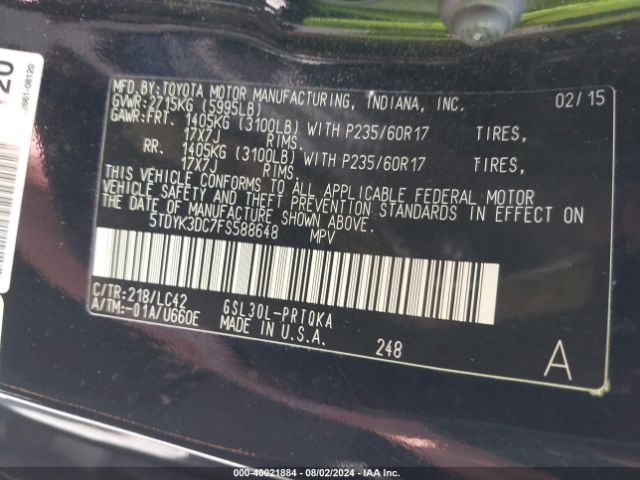 MFD.BY:TOYOTA MOTOR MANUFACTURING, INDIANA, INC. 02/15
GVWR:2715KG (5995LB)
GAWR:FRT. 1405KG (3100LB) WITH P235/60R17 TIRES,
17X7J RIMS.
RR. 1405KG (3100LB) WITH P235/60R17 TIRES,
17X7J RIMS
THIS VEHICLE CONFORMS TO ALL APPLICABLE FEDERAL MOTOR
VEHICLE SAFETY AND THEFT PREVENTION STANDARDS IN EFFECT ON
THE DATE OF MANUFACTURE SHOWN ABOVE.
5TDYK3DC7FS588648 MPV
C/TR:218/LC42 GSL30L-PRTQKA
A/TM:-01A/U660E MADE IN U.S.A. 248 A
000-40021884 - 08/02/2024 - IAA Inc.